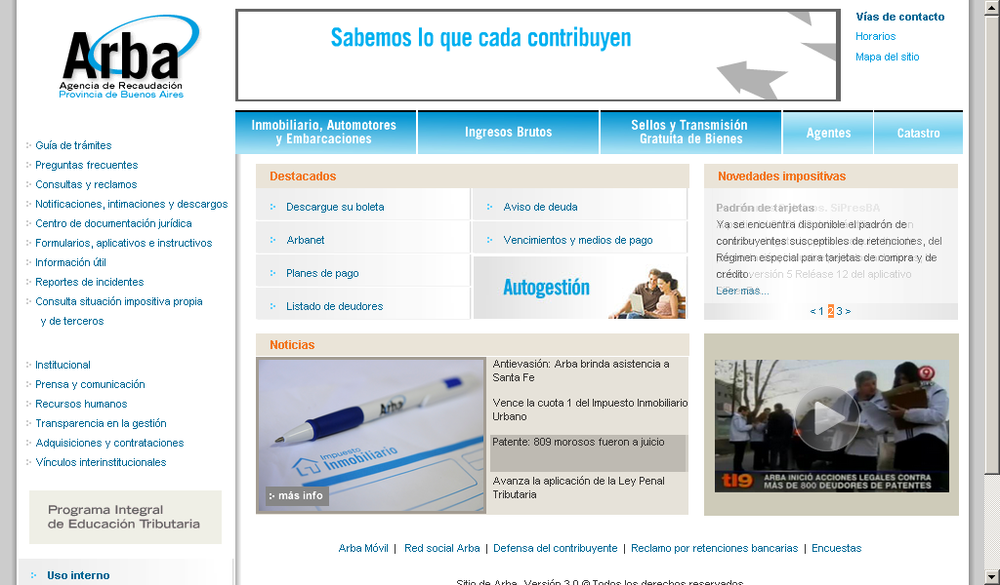 Arba
Agencia de Recaudación
Provincia de Buenos Aires
Sabemos lo que cada contribuyen
Vías de contacto
Horarios
Mapa del sitio
Inmobiliario, Automotores
y Embarcaciones
Ingresos Brutos
Sellos y Transmisión
Gratuita de Bienes
Agentes
Catastro
Guía de trámites
Preguntas frecuentes
Consultas y reclamos
Notificaciones, intimaciones y descargos
Centro de documentación jurídica
Formularios, aplicativos e instructivos
Información útil
Reportes de incidentes
Consulta situación impositiva propia
y de terceros
Institucional
Prensa y comunicación
Recursos humanos
Transparencia en la gestión
Adquisiciones y contrataciones
Vínculos interinstitucionales
Programa Integral
de Educación Tributaria
Uso interno
Destacados
Descargue su boleta
Aviso de deuda
Arbanet
Vencimientos y medios de pago
Planes de pago
Autogestión
Listado de deudores
Novedades impositivas
Padrón de tarjetas
SiPresBA
Ya se encuentra disponible el padrón de
contribuyentes susceptibles de retenciones, del
Régimen especial para tarjetas de compra y, de
crédito.
versión 5 Release 12 del aplicativo
Leer más...
< 1 2 3 >
Noticias
Arba
Impuesto
Inmobiliario
:· más info
Antievasión: Arba brinda asistencia a
Santa Fe
Vence la cuota 1 del Impuesto Inmobiliario
Urbano
Patente: 809 morosos fueron a juicio
Avanza la aplicación de la Ley Penal
Tributaria
9
tl9
ARBA INICIÓ ACCIONES LEGALES CONTRA
MÁS DE 800 DEUDORES DE PATENTES
Arba Móvil | Red social Arba | Defensa del contribuyente | Reclamo por retenciones bancarias | Encuestas
Sitio de Arba. Versión 3.0 © Todos los derechos reservados